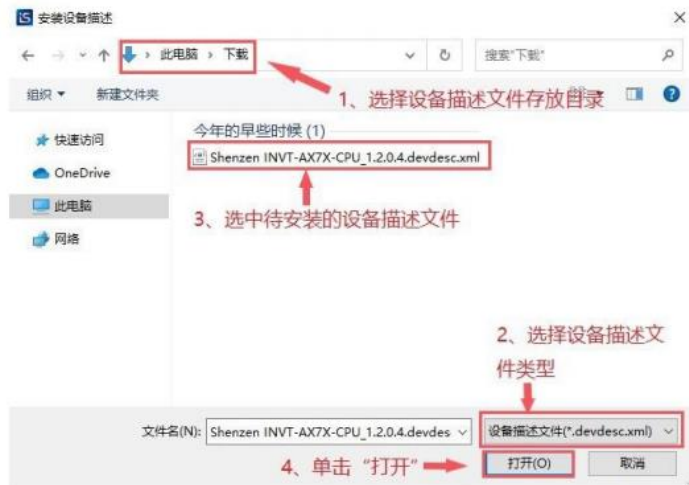 安装设备描述
此电脑 › 下载
搜索"下载"
组织 新建文件夹
1、选择设备描述文件存放目录
快速访问
OneDrive
此电脑
网络
今年的早些时候 (1)
Shenzen INVT-AX7X-CPU_1.2.0.4.devdesc.xml
3、选中待安装的设备描述文件
2、选择设备描述文
件类型
文件名(N): Shenzen INVT-AX7X-CPU_1.2.0.4.devdes 设备描述文件(*.devdesc.xml)
4、单击“打开” 打开(O) 取消